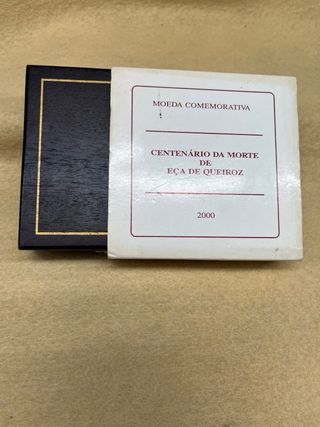 MOEDA COMEMORATIVA
CENTENÁRIO DA MORTE
DE
EÇA DE QUEIROZ
2000